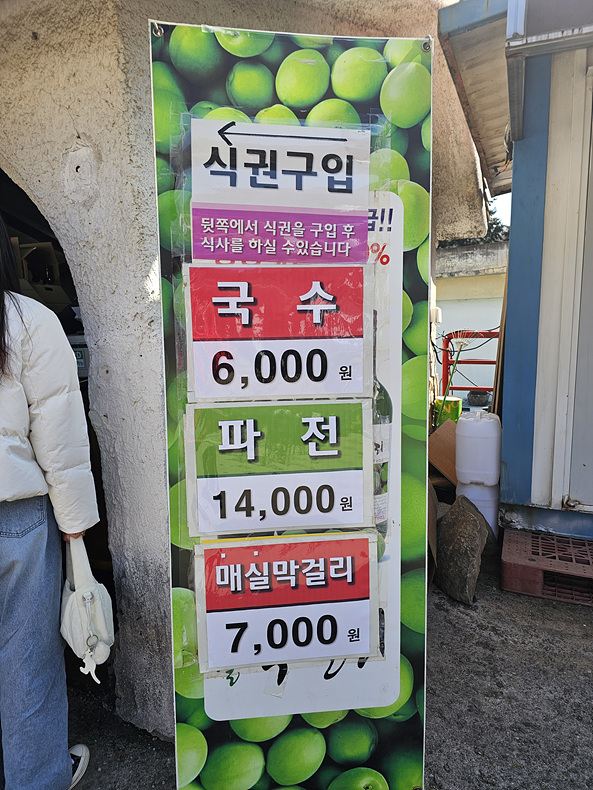 식권구입
급!!
뒷쪽에서 식권을 구입 후
식사를 하실 수있습니다
%
국 수
6,000 원
파 전
14,000 원
매실막걸리
7,000 원